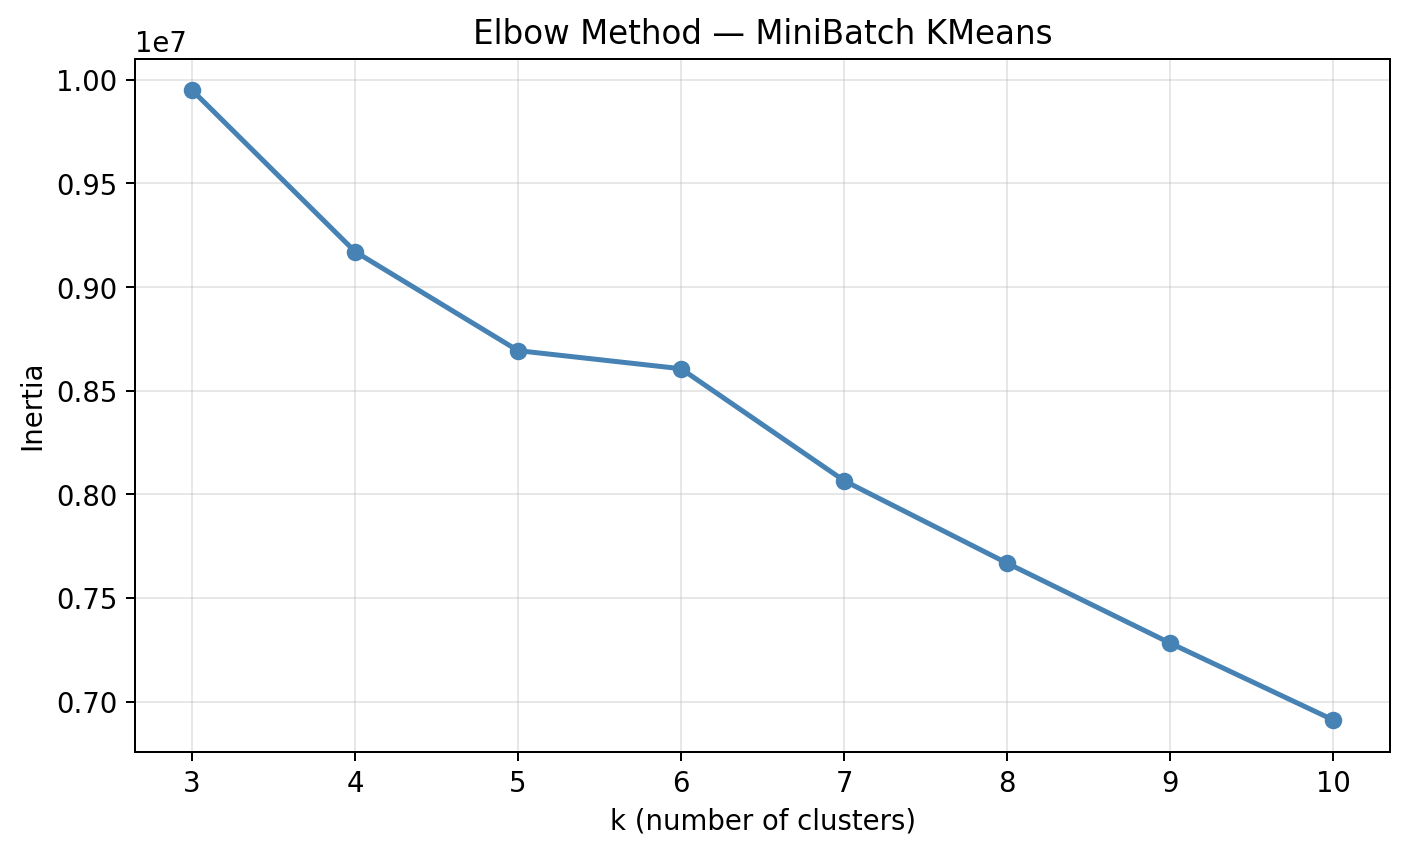 Elbow Method — MiniBatch KMeans
1e7
1.00
0.95
0.90
0.85
0.80
0.75
0.70
Inertia
3 4 5 6 7 8 9 10
k (number of clusters)